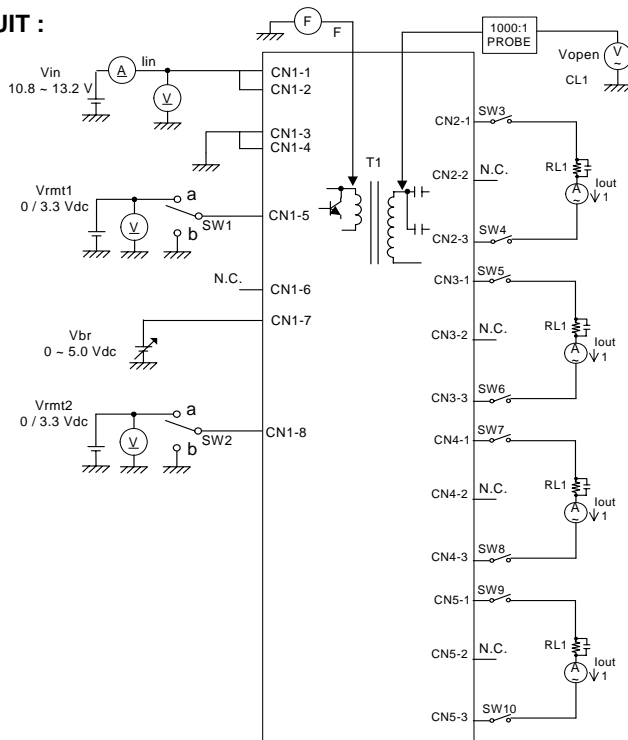 UIT :
F
F
1000:1
PROBE
Vopen
V
~
CL1
Vin
10.8 ~ 13.2 V
A
Iin
V
CN1-1
CN1-2
CN1-3
CN1-4
T1
Vrmt1
0 / 3.3 Vdc
V
a
b
SW1
CN1-5
N.C.
CN1-6
CN1-7
Vbr
0 ~ 5.0 Vdc
Vrmt2
0 / 3.3 Vdc
V
a
b
SW2
CN1-8
CN2-1
SW3
CN2-2
N.C.
RL1
A
~
Iout
1
CN2-3
SW4
CN3-1
SW5
CN3-2
N.C.
RL1
A
~
Iout
1
CN3-3
SW6
CN4-1
SW7
CN4-2
N.C.
RL1
A
~
Iout
1
CN4-3
SW8
CN5-1
SW9
CN5-2
N.C.
RL1
A
~
Iout
1
CN5-3
SW10